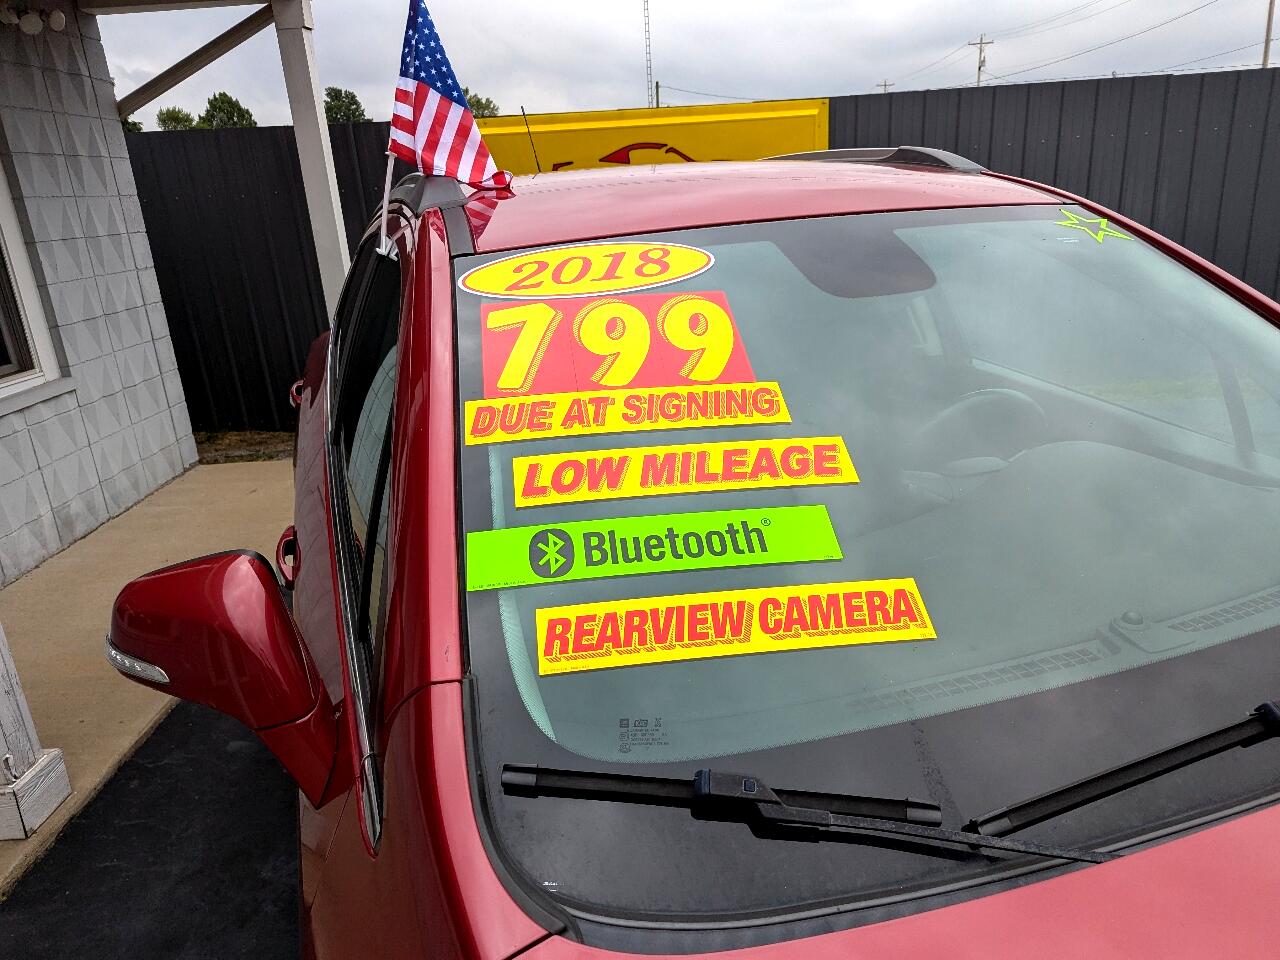 2018
799
DUE AT SIGNING
LOW MILEAGE
Bluetooth®
REARVIEW CAMERA